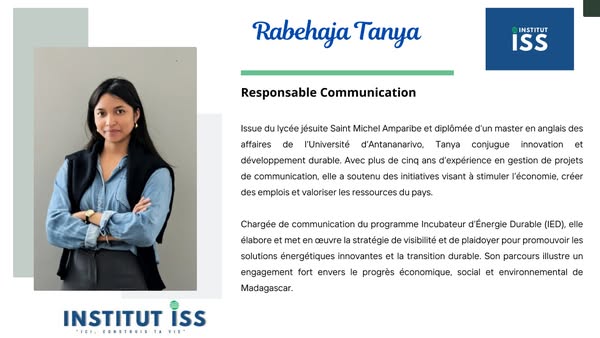 Rabehaja Tanya
INSTITUT
ISS
Responsable Communication
Issue du lycée jésuite Saint Michel Amparibe et diplômée d'un master en anglais des
affaires de l'Université d'Antananarivo, Tanya conjugue innovation et
développement durable. Avec plus de cinq ans d'expérience en gestion de projets
de communication, elle a soutenu des initiatives visant à stimuler l'économie, créer
des emplois et valoriser les ressources du pays.
Chargée de communication du programme Incubateur d'Énergie Durable (IED), elle
élabore et met en œuvre la stratégie de visibilité et de plaidoyer pour promouvoir les
solutions énergétiques innovantes et la transition durable. Son parcours illustre un
engagement fort envers le progrès économique, social et environnemental de
Madagascar.
INSTITUT ISS
"ICI, CONSTRUIS TA VIE"